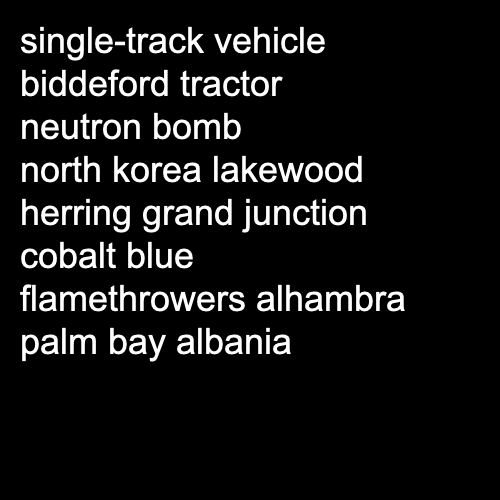 single-track vehicle
biddeford tractor
neutron bomb
north korea lakewood
herring grand junction
cobalt blue
flamethrowers alhambra
palm bay albania